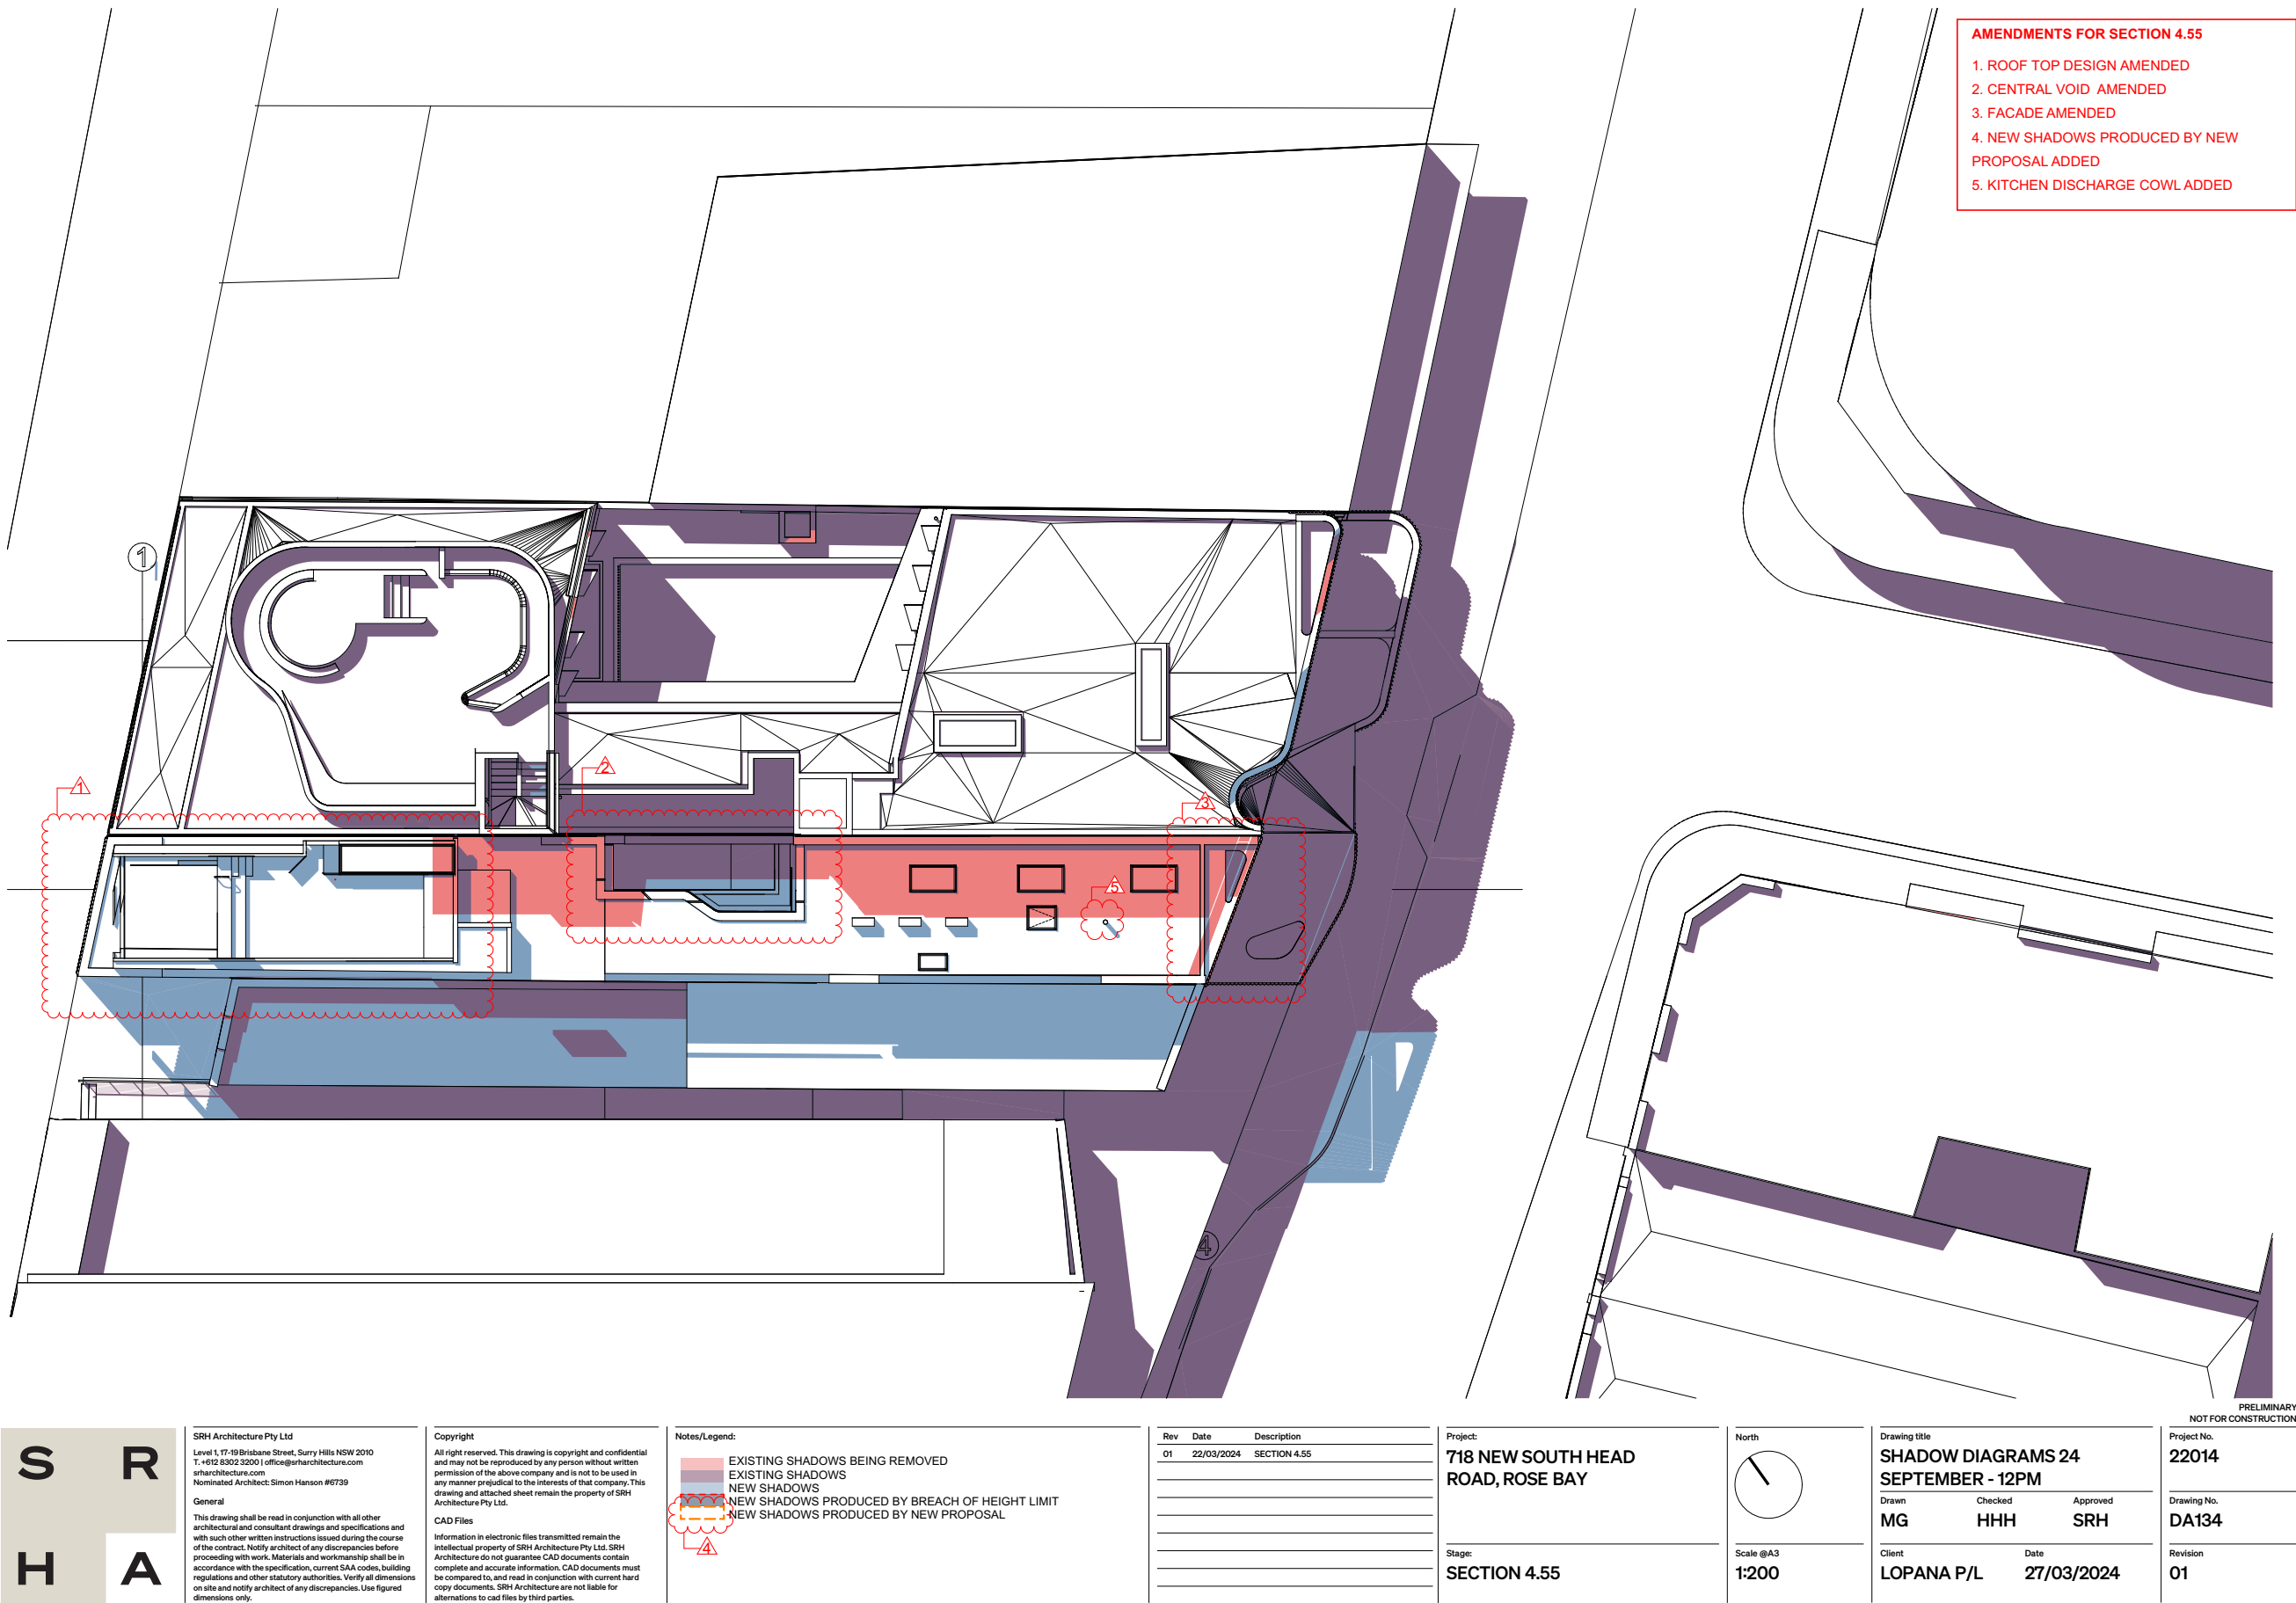 AMENDMENTS FOR SECTION 4.55
1. ROOF TOP DESIGN AMENDED
2. CENTRAL VOID AMENDED
3. FACADE AMENDED
4. NEW SHADOWS PRODUCED BY NEW
PROPOSAL ADDED
5. KITCHEN DISCHARGE COWL ADDED
1
2
1
3
5
4
PRELIMINARY
NOT FOR CONSTRUCTION
S R
H A
SRH Architecture Pty Ltd
Level 1, 17-19 Brisbane Street, Surry Hills NSW 2010
T. +612 8302 3200 | office@srharchitecture.com
srharchitecture.com
Nominated Architect: Simon Hanson #6739
General
This drawing shall be read in conjunction with all other
architectural and consultant drawings and specifications and
with such other written instructions issued during the course
of the contract. Notify architect of any discrepancies before
proceeding with work. Materials and workmanship shall be in
accordance with the specification, current SAA codes, building
regulations and other statutory authorities. Verify all dimensions
on site and notify architect of any discrepancies. Use figured
dimensions only.
Copyright
All right reserved. This drawing is copyright and confidential
and may not be reproduced by any person without written
permission of the above company and is not to be used in
any manner prejudical to the interests of that company. This
drawing and attached sheet remain the property of SRH
Architecture Pty Ltd.
CAD Files
Information in electronic files transmitted remain the
intellectual property of SRH Architecture Pty Ltd. SRH
Architecture do not guarantee CAD documents contain
complete and accurate information. CAD documents must
be compared to, and read in conjunction with current hard
copy documents. SRH Architecture are not liable for
alternations to cad files by third parties.
Notes/Legend:
EXISTING SHADOWS BEING REMOVED
EXISTING SHADOWS
NEW SHADOWS
NEW SHADOWS PRODUCED BY BREACH OF HEIGHT LIMIT
NEW SHADOWS PRODUCED BY NEW PROPOSAL
4
Rev Date Description
01 22/03/2024 SECTION 4.55
Project:
718 NEW SOUTH HEAD
ROAD, ROSE BAY
Stage:
SECTION 4.55
North
Scale @A3
1:200
Drawing title
SHADOW DIAGRAMS 24
SEPTEMBER - 12PM
Drawn Checked Approved
MG HHH SRH
Client Date
LOPANA P/L 27/03/2024
Project No.
22014
Drawing No.
DA134
Revision
01